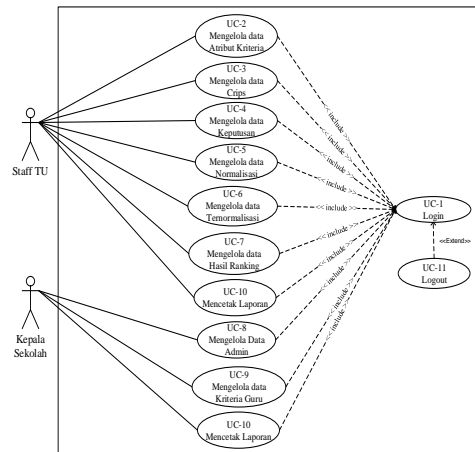 UC-2
Mengelola data
Atribut Kriteria
UC-3
Mengelola data
Crips
UC-4
Mengelola data
Keputusan
UC-5
Mengelola data
Normalisasi
UC-6
Mengelola data
Ternormalisasi
UC-7
Mengelola data
Hasil Ranking
UC-10
Mencetak Laporan
UC-8
Mengelola Data
Admin
UC-9
Mengelola data
Kriteria Guru
UC-10
Mencetak Laporan
Staff TU
Kepala
Sekolah
<< include >>
<< include >>
<< include >>
<< include >>
<< include >>
<< include >>
<< include >>
<< include >>
<< include >>
<< include >>
UC-1
Login
<<Extend>>
UC-11
Logout